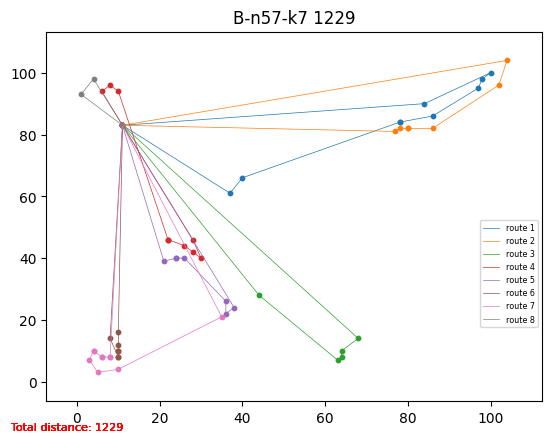 B-n57-k7 1229
100
80
60
40
20
0
0
20
40
60
80
100
route 1
route 2
route 3
route 4
route 5
route 6
route 7
route 8
Total distance: 1229